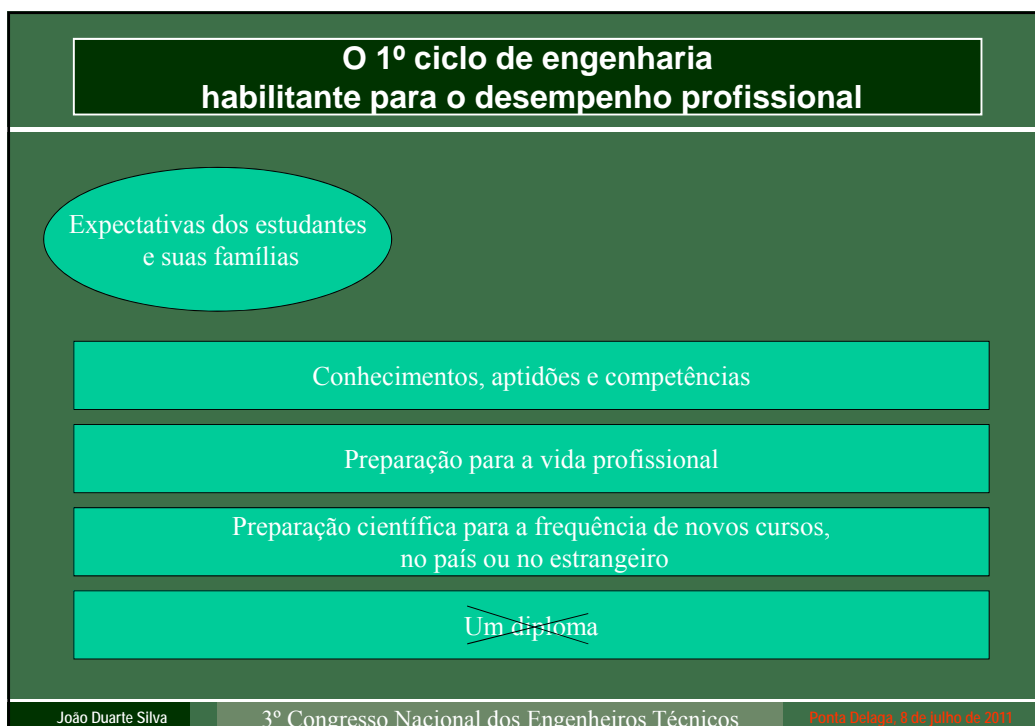 O 1º ciclo de engenharia
habilitante para o desempenho profissional
Expectativas dos estudantes
e suas famílias
Conhecimentos, aptidões e competências
Preparação para a vida profissional
Preparação científica para a frequência de novos cursos,
no país ou no estrangeiro
Um diploma
João Duarte Silva
3º Congresso Nacional dos Engenheiros Técnicos
Ponta Delaga, 8 de julho de 2011